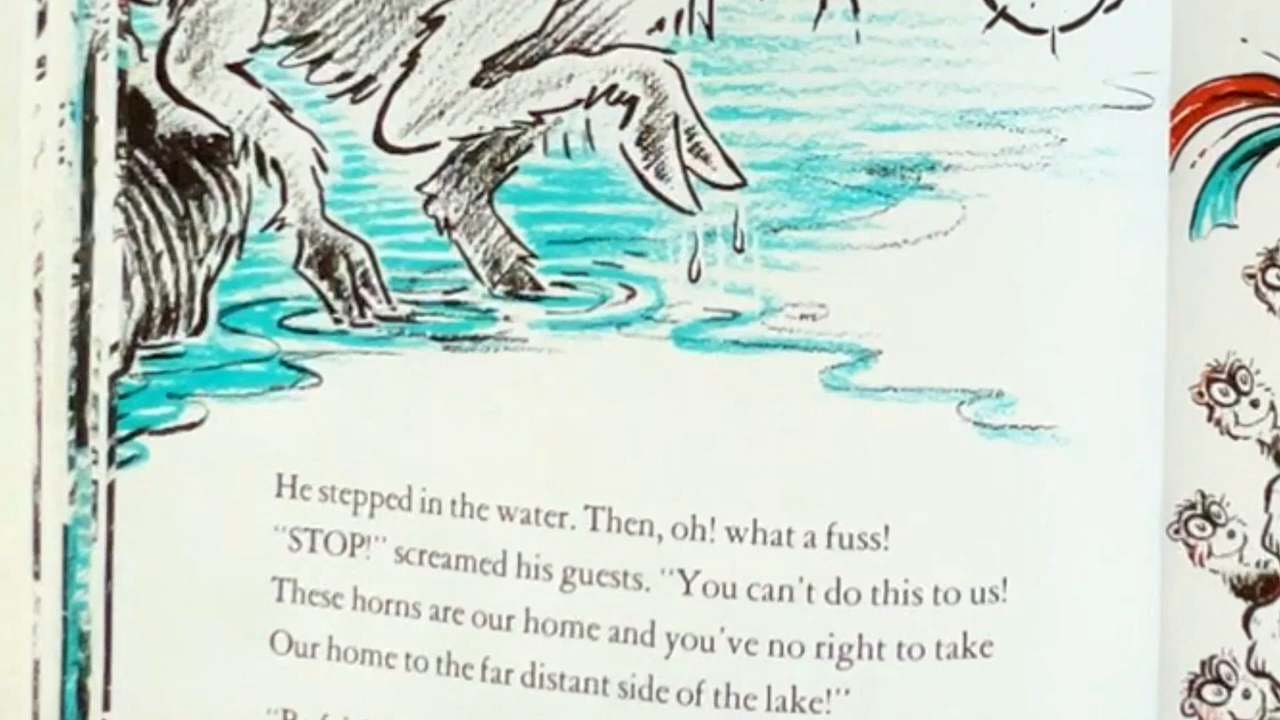 He stepped in the water. Then, oh! what a fuss!
"STOP!" screamed his guests. "You can't do this to us!
These horns are our home and you've no right to take
Our home to the far distant side of the lake!"